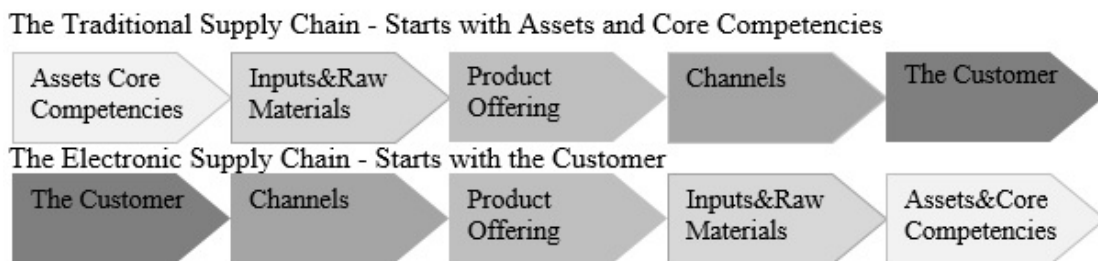 The Traditional Supply Chain - Starts with Assets and Core Competencies
Assets Core
Competencies
Inputs&Raw
Materials
Product
Offering
Channels
The Customer
The Electronic Supply Chain - Starts with the Customer
The Customer
Channels
Product
Offering
Inputs&Raw
Materials
Assets&Core
Competencies